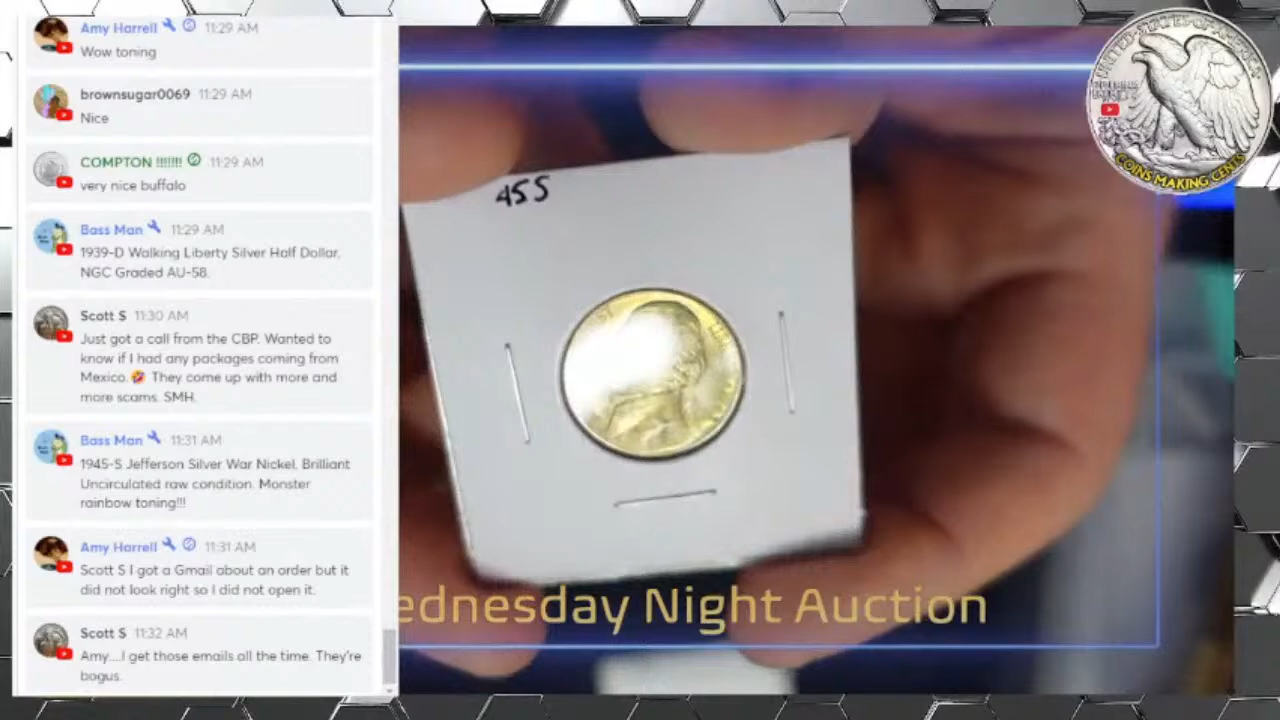 Amy Harrell 11:29 AM
Wow toning
brownsugar0069 11:29 AM
Nice
COMPTON !!!!!!! 11:29 AM
very nice buffalo
Bass Man 11:29 AM
1939-D Walking Liberty Silver Half Dollar,
NGC Graded AU-58.
Scott S 11:30 AM
Just got a call from the CBP. Wanted to
know if I had any packages coming from
Mexico.🤣 They come up with more and
more scams. SMH.
Bass Man 11:31 AM
1945-S Jefferson Silver War Nickel, Brilliant
Uncirculated raw condition. Monster
rainbow toning!!!
Amy Harrell 11:31 AM
Scott S I got a Gmail about an order but it
did not look right so I did not open it.
Scott S 11:32 AM
Amy....I get those emails all the time. They're
bogus.
45S
ednesday Night Auction
UNITED STATES OF AMERICA
COINS MAKING CENTS